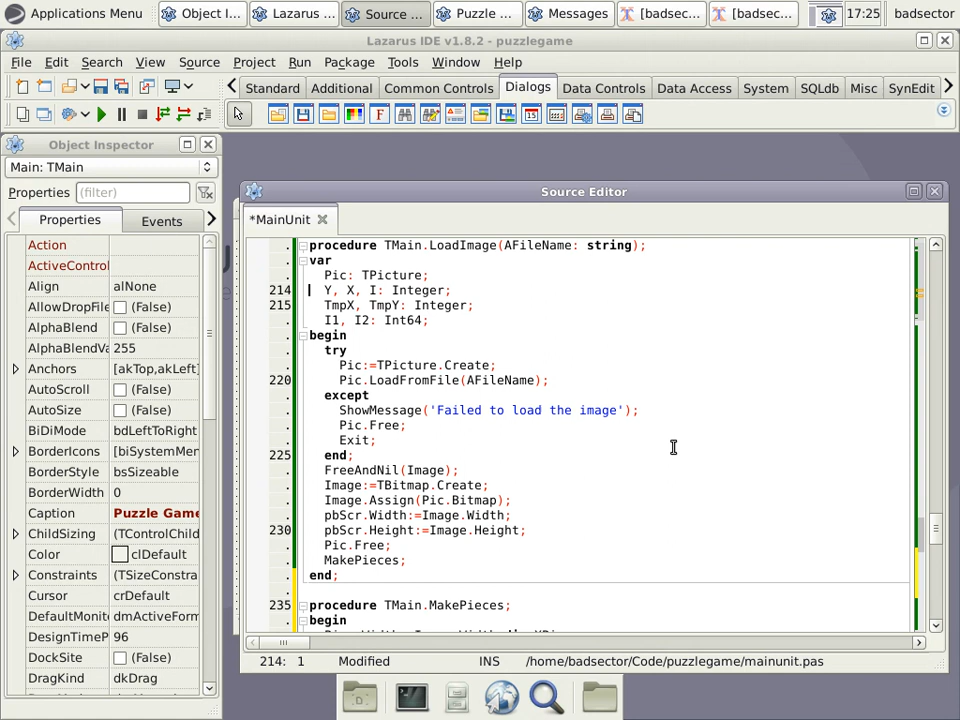 Applications Menu Object I... Lazarus ... Source ... Puzzle ... Messages [badsec... [badsec... 17:25 badsector
Lazarus IDE v1.8.2 - puzzlegame
File Edit Search View Source Project Run Package Tools Window Help
Standard Additional Common Controls Dialogs Data Controls Data Access System SQLdb Misc SynEdit
Object Inspector
Main: TMain
Properties (filter)
Properties Events
Action
ActiveControl
Align alNone
AllowDropFile (False)
AlphaBlend (False)
AlphaBlendVa 255
Anchors [akTop,akLeft]
AutoScroll (False)
AutoSize (False)
BiDiMode bdLeftToRight
BorderIcons [biSystemMer
BorderStyle bsSizeable
BorderWidth 0
Caption Puzzle Game
ChildSizing (TControlChild
Color clDefault
Constraints (TSizeConstra
Cursor crDefault
DefaultMonit dmActiveForm
DesignTimeP 96
DockSite (False)
DragKind dkDrag
Source Editor
*MainUnit
. procedure TMain.LoadImage(AFileName: string);
. var
. Pic: TPicture;
214 Y, X, I: Integer;
215 TmpX, TmpY: Integer;
. I1, I2: Int64;
. begin
. try
. Pic:=TPicture.Create;
220 Pic.LoadFromFile(AFileName);
. except
. ShowMessage('Failed to load the image');
. Pic.Free;
. Exit;
225 end;
. FreeAndNil(Image);
. Image:=TBitmap.Create;
. Image.Assign(Pic.Bitmap);
. pbScr.Width:=Image.Width;
230 pbScr.Height:=Image.Height;
. Pic.Free;
. MakePieces;
. end;
.
235 procedure TMain.MakePieces;
. begin
214: 1 Modified INS /home/badsector/Code/puzzlegame/mainunit.pas